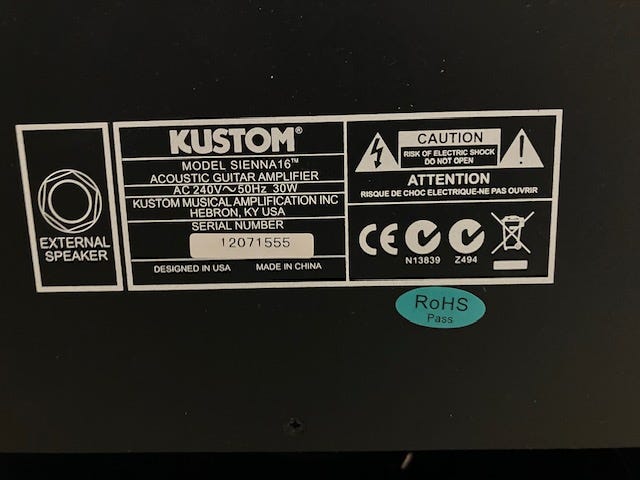 EXTERNAL
SPEAKER
KUSTOM®
MODEL SIENNA16™
ACOUSTIC GUITAR AMPLIFIER
AC 240V～50Hz 30W
KUSTOM MUSICAL AMPLIFICATION INC
HEBRON, KY USA
SERIAL NUMBER
12071555
DESIGNED IN USA MADE IN CHINA
CAUTION
RISK OF ELECTRIC SHOCK
DO NOT OPEN
ATTENTION
RISQUE DE CHOC ELECTRIQUE-NE PAS OUVRIR
CE
N13839 Z494
RoHS
Pass